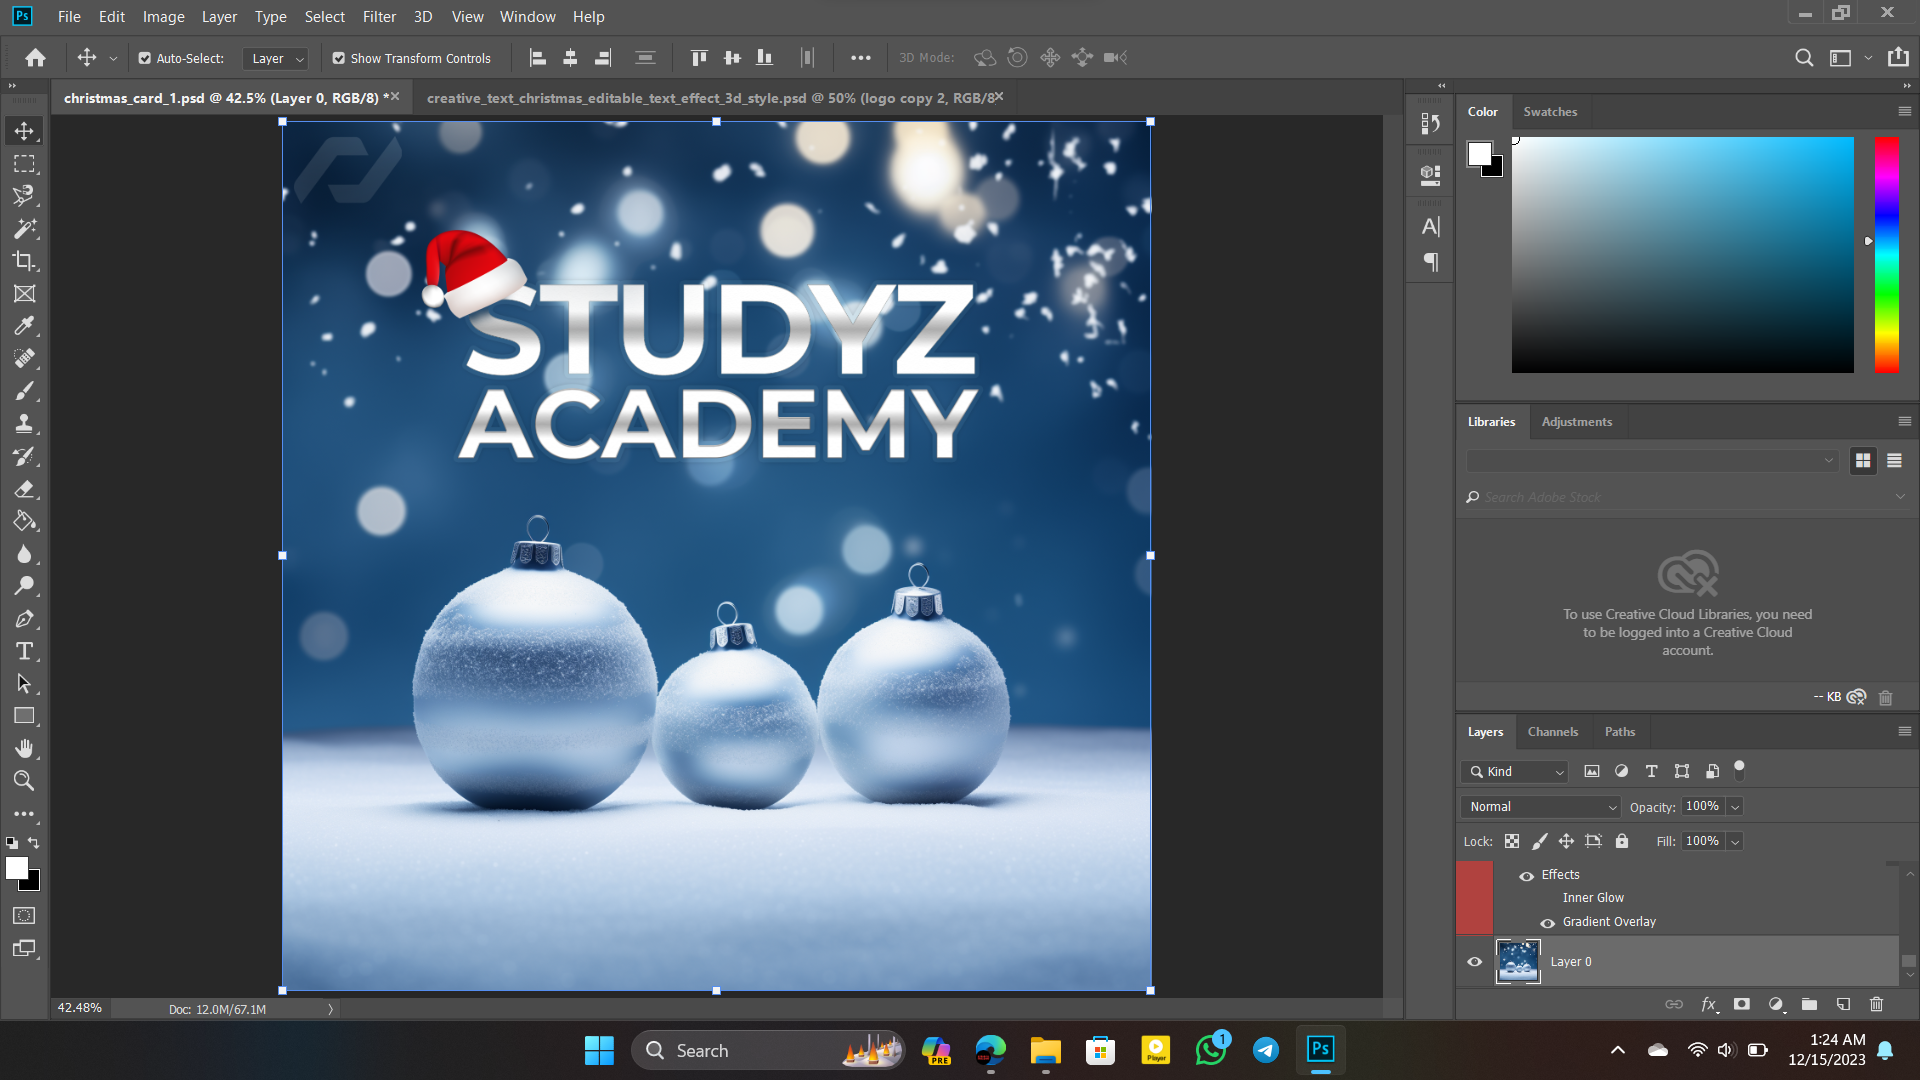 Ps File Edit Image Layer Type Select Filter 3D View Window Help
Auto-Select: Layer Show Transform Controls 3D Mode:
christmas_card_1.psd @ 42.5% (Layer 0, RGB/8) * creative_text_christmas_editable_text_effect_3d_style.psd @ 50% (logo copy 2, RGB/8
Color Swatches
STUDYZ
ACADEMY
Libraries Adjustments
Search Adobe Stock
To use Creative Cloud Libraries, you need
to be logged into a Creative Cloud
account.
-- KB
Layers Channels Paths
Kind
Normal Opacity: 100%
Lock: Fill: 100%
Effects
Inner Glow
Gradient Overlay
Layer 0
fx
42.48% Doc: 12.0M/67.1M
Search PRE Player 1 Ps
1:24 AM
12/15/2023